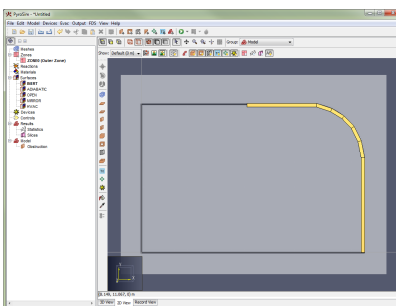 PyroSim - *Untitled
File Edit Model Devices Evac Output FDS View Help
Group: Model
Show: Default (0 m)
Meshes
Zones
ZONE0 (Outer Zone)
Reactions
Materials
Surfaces
INERT
ADIABATIC
OPEN
MIRROR
HVAC
Devices
Controls
Results
Statistics
Slices
Model
Obstruction
Y
X
3D View 2D View Record View